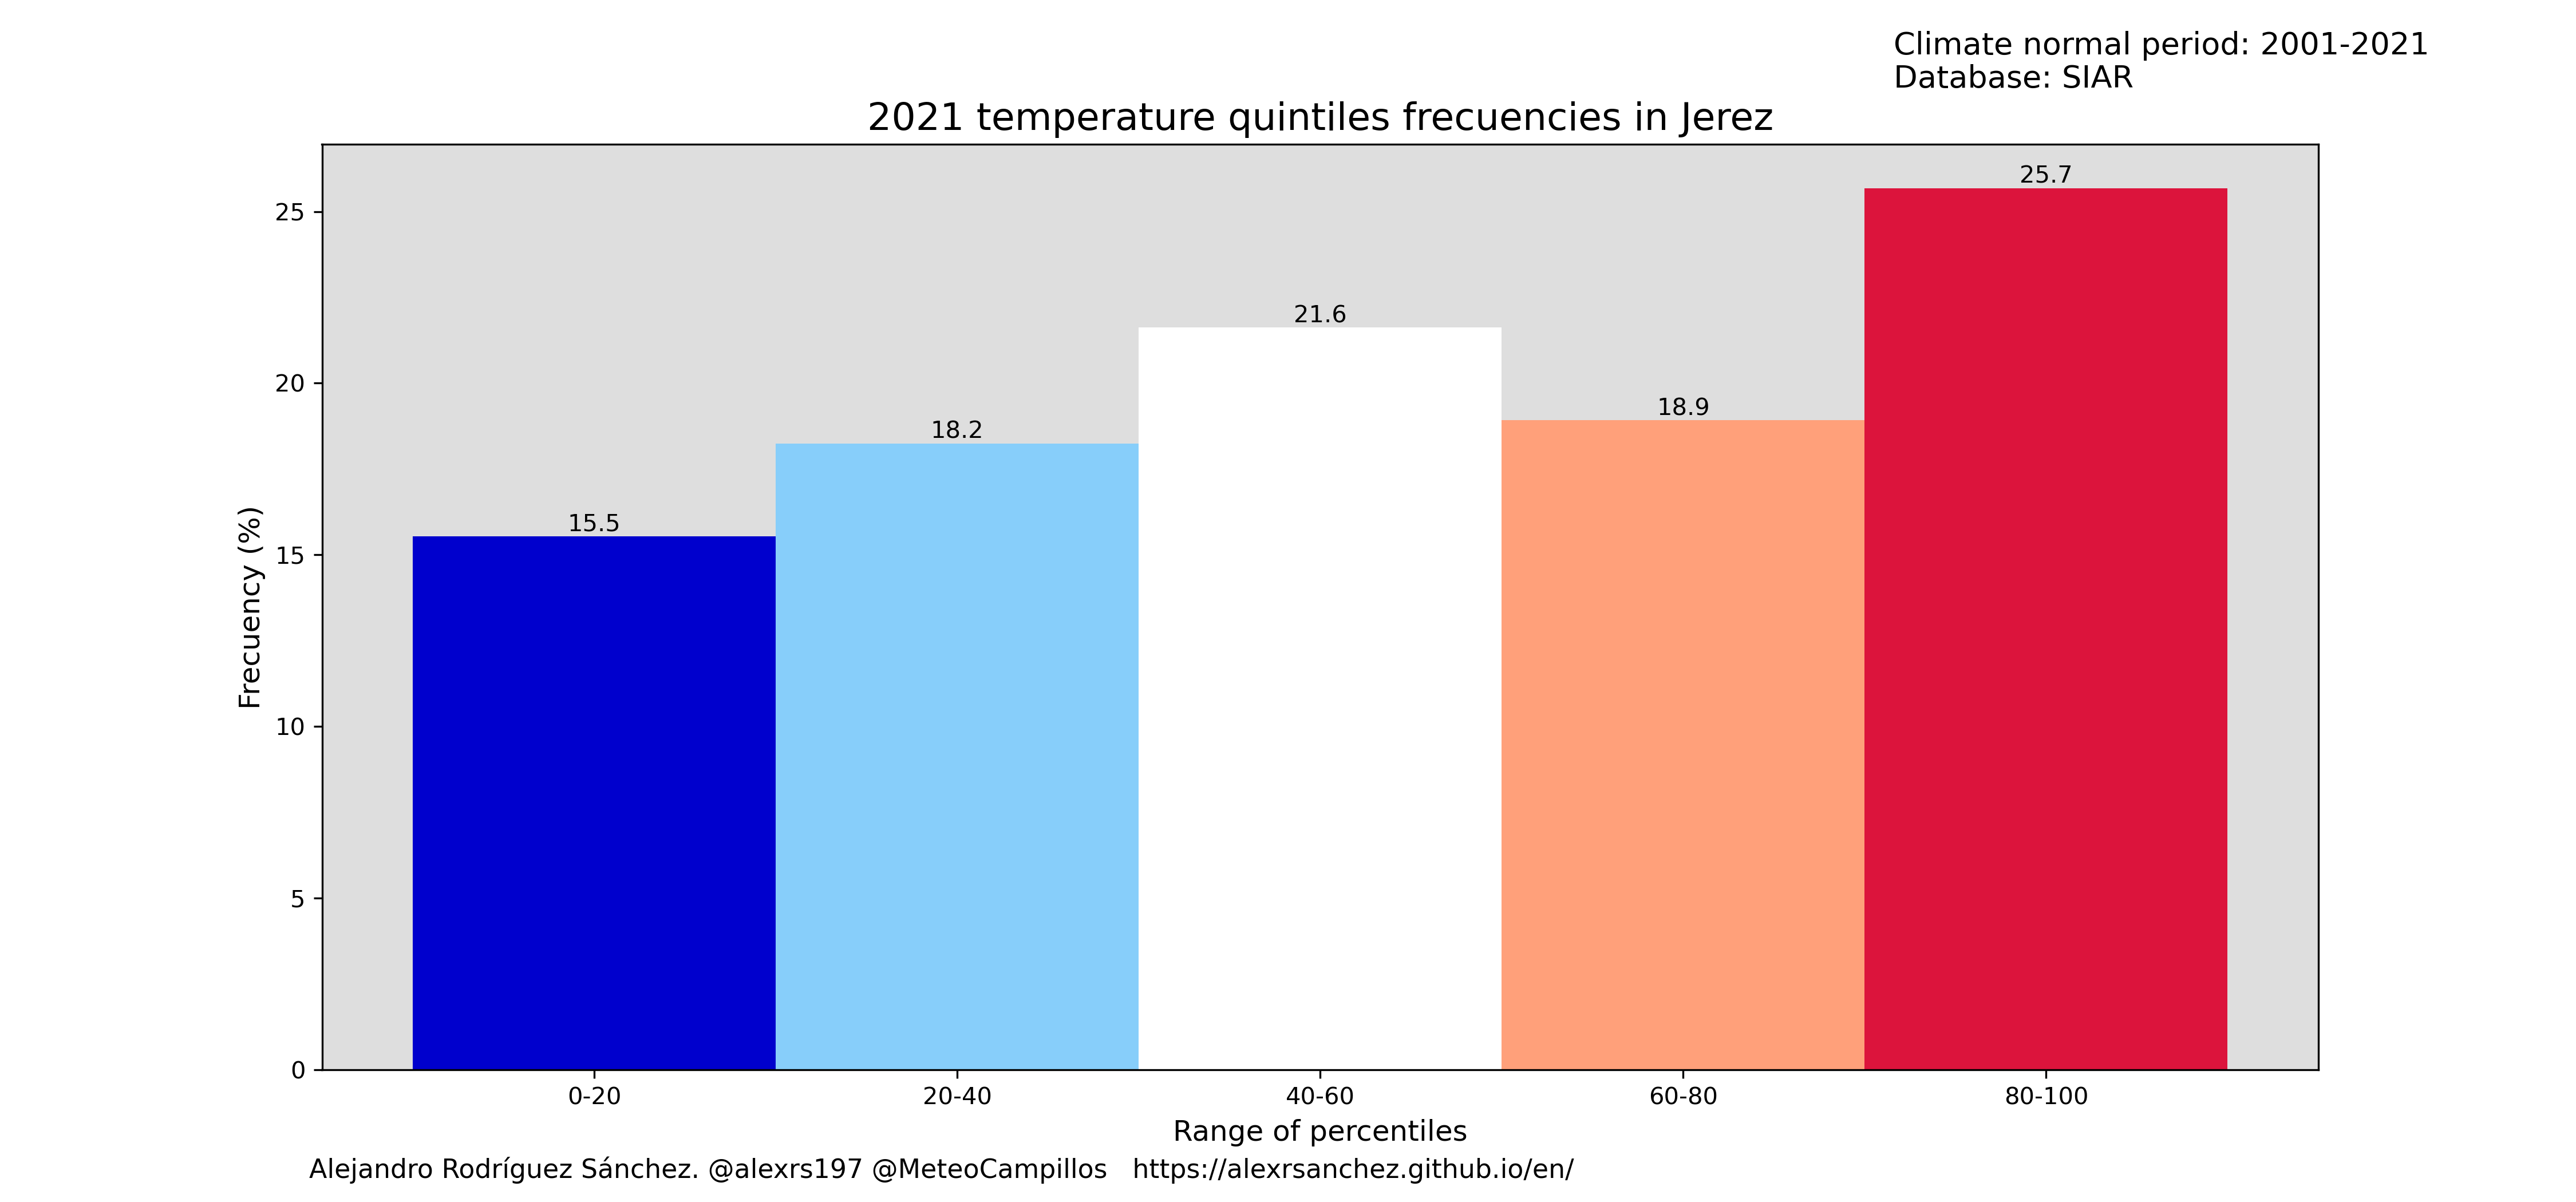 Climate normal period: 2001-2021
Database: SIAR
2021 temperature quintiles frecuencies in Jerez
Frecuency (%)
25
20
15
10
5
0
15.5
18.2
21.6
18.9
25.7
0-20
20-40
40-60
60-80
80-100
Range of percentiles
Alejandro Rodríguez Sánchez. @alexrs197 @MeteoCampillos https://alexrsanchez.github.io/en/